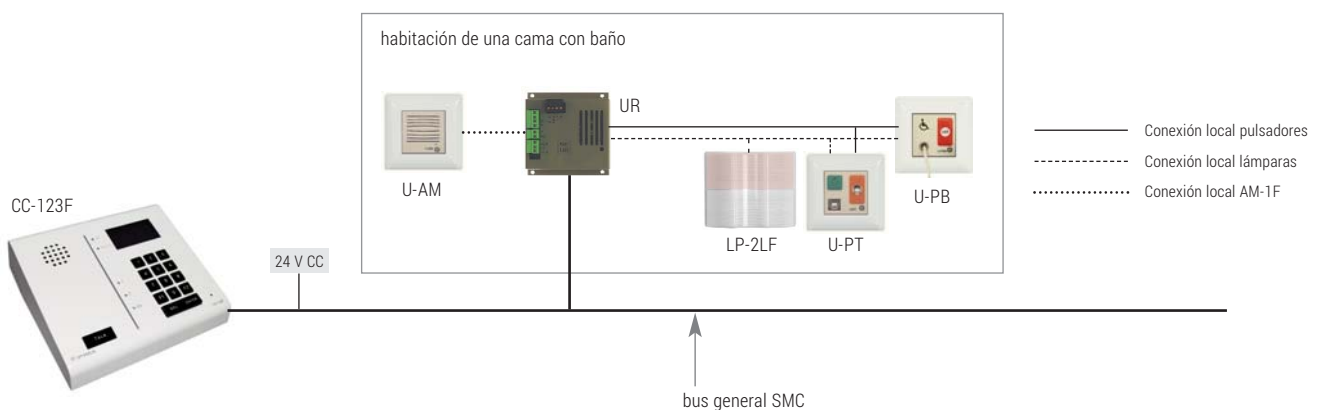 habitación de una cama con baño
UR
U-AM
U-PB
LP-2LF
U-PT
Conexión local pulsadores
Conexión local lámparas
Conexión local AM-1F
CC-123F
24 V CC
bus general SMC